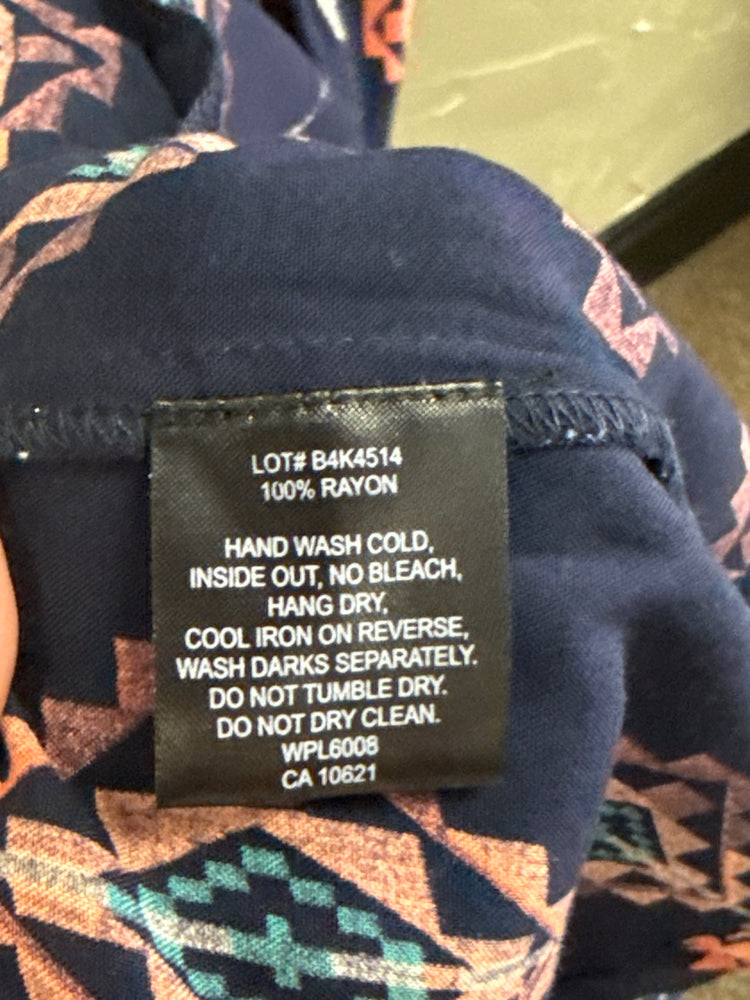 LOT# B4K4514
100% RAYON
HAND WASH COLD,
INSIDE OUT, NO BLEACH,
HANG DRY,
COOL IRON ON REVERSE,
WASH DARKS SEPARATELY.
DO NOT TUMBLE DRY.
DO NOT DRY CLEAN.
WPL6008
CA 10621